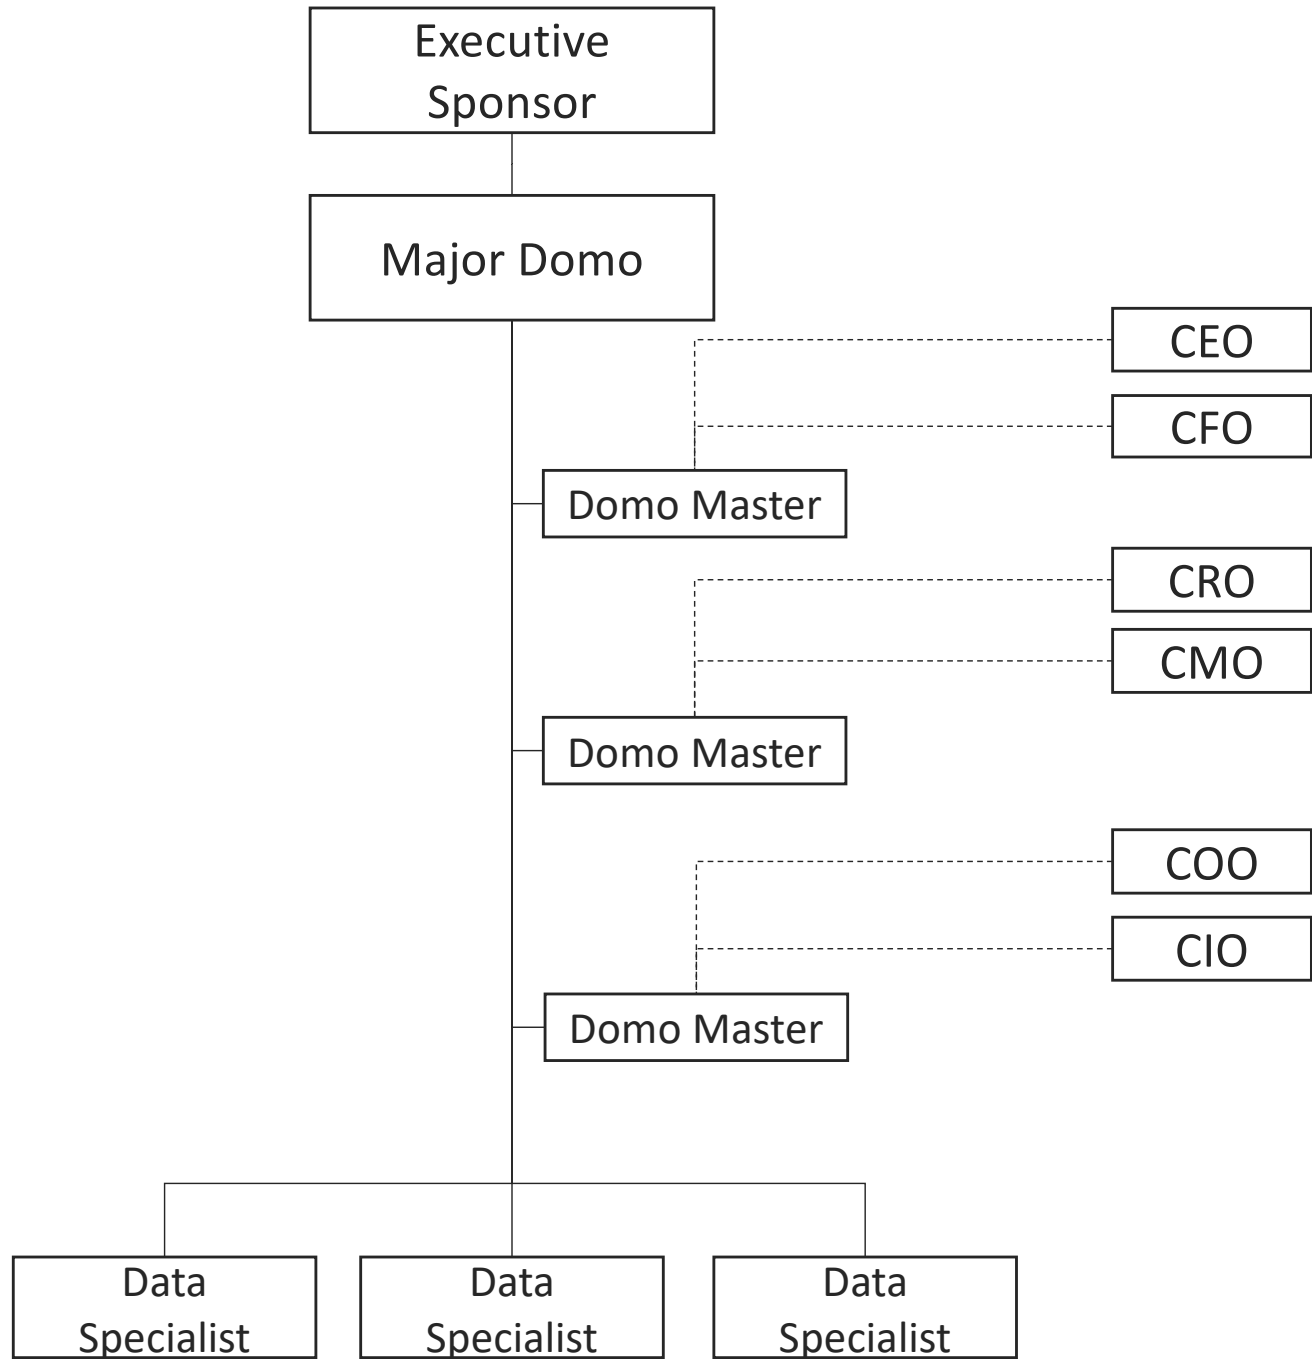 Executive
Sponsor
Major Domo
CEO
CFO
Domo Master
CRO
CMO
Domo Master
COO
CIO
Domo Master
Data
Specialist
Data
Specialist
Data
Specialist